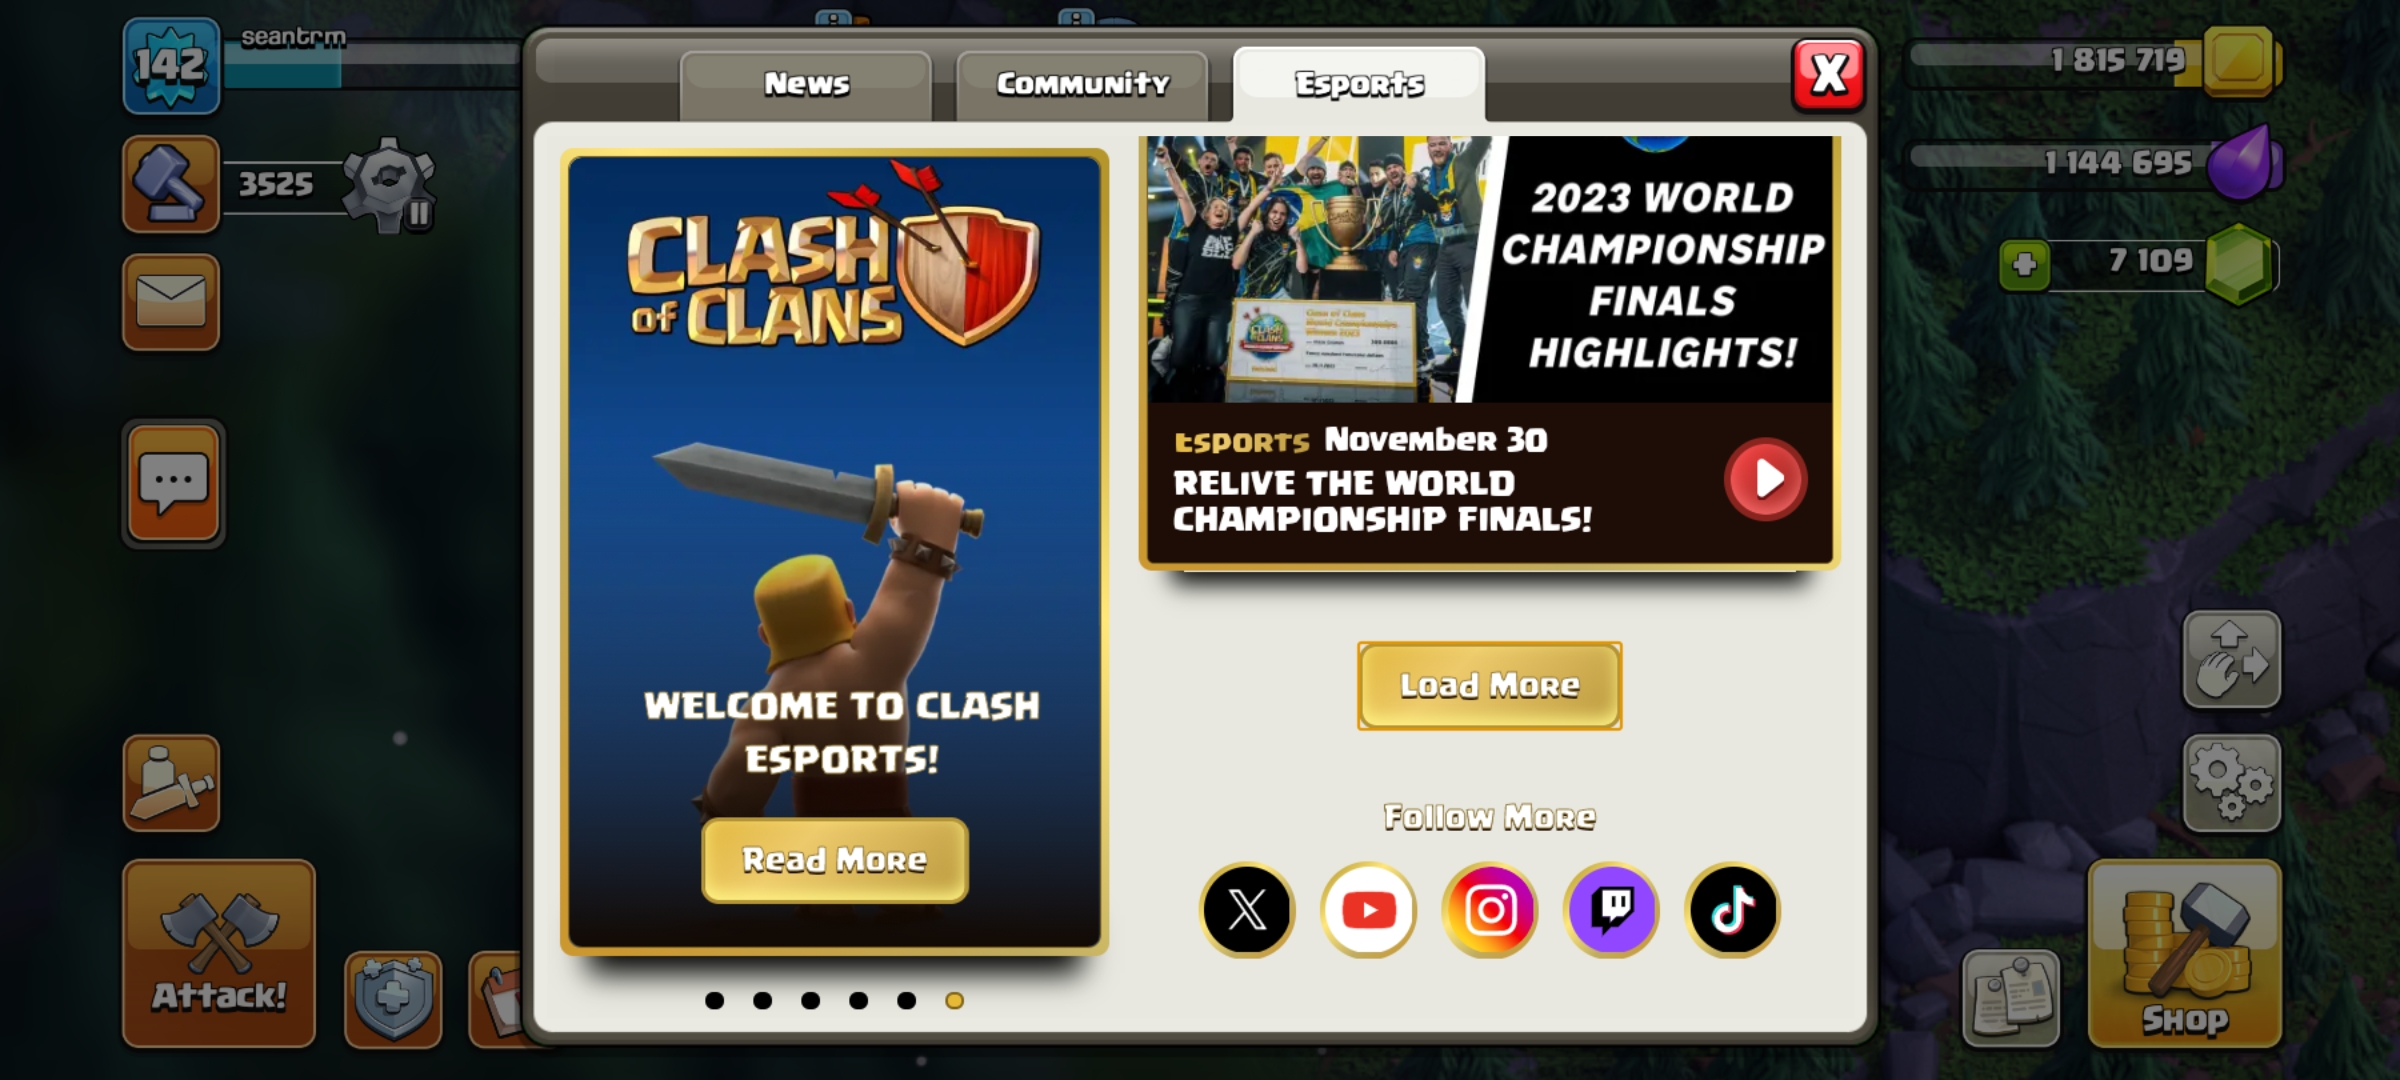 142
seantrm
3525
News
Community
Esports
X
1 815 719
1 144 695
7 109
CLASH
of CLANS
WELCOME TO CLASH
ESPORTS!
Read More
2023 WORLD
CHAMPIONSHIP
FINALS
HIGHLIGHTS!
Esports November 30
RELIVE THE WORLD
CHAMPIONSHIP FINALS!
Load More
Follow More
Attack!
Shop